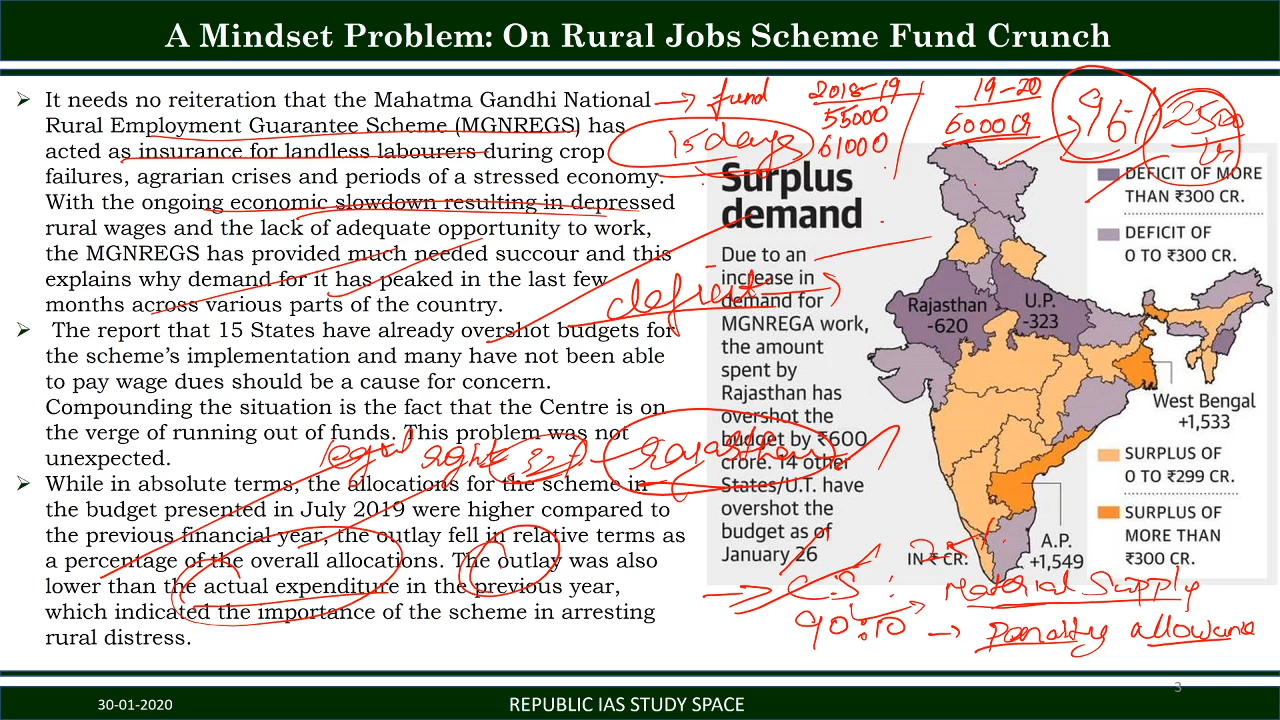 A Mindset Problem: On Rural Jobs Scheme Fund Crunch
➢ It needs no reiteration that the Mahatma Gandhi National
Rural Employment Guarantee Scheme (MGNREGS) has
acted as insurance for landless labourers during crop
failures, agrarian crises and periods of a stressed economy.
With the ongoing economic slowdown resulting in depressed
rural wages and the lack of adequate opportunity to work,
the MGNREGS has provided much needed succour and this
explains why demand for it has peaked in the last few
months across various parts of the country.
➢ The report that 15 States have already overshot budgets for
the scheme's implementation and many have not been able
to pay wage dues should be a cause for concern.
Compounding the situation is the fact that the Centre is on
the verge of running out of funds. This problem was not
unexpected.
➢ While in absolute terms, the allocations for the scheme in
the budget presented in July 2019 were higher compared to
the previous financial year, the outlay fell in relative terms as
a percentage of the overall allocations. The outlay was also
lower than the actual expenditure in the previous year,
which indicated the importance of the scheme in arresting
rural distress.
fund
15 days
2018-19
55000
61000
19-20
60000 cr
96%
2500
cr
deficit
legal right
Rajasthan
C.S.
25%
90:10
Material Supply
allowance
Surplus
demand
Due to an
increase in
demand for
MGNREGA work,
the amount
spent by
Rajasthan has
overshot the
budget by ₹600
crore. 14 other
States/U.T. have
overshot the
budget as of
January 26
DEFICIT OF MORE
THAN ₹300 CR.
DEFICIT OF
0 TO ₹300 CR.
Rajasthan
-620
U.P.
-323
West Bengal
+1,533
SURPLUS OF
0 TO ₹299 CR.
SURPLUS OF
MORE THAN
₹300 CR.
A.P.
+1,549
IN ₹ CR.
3
30-01-2020
REPUBLIC IAS STUDY SPACE